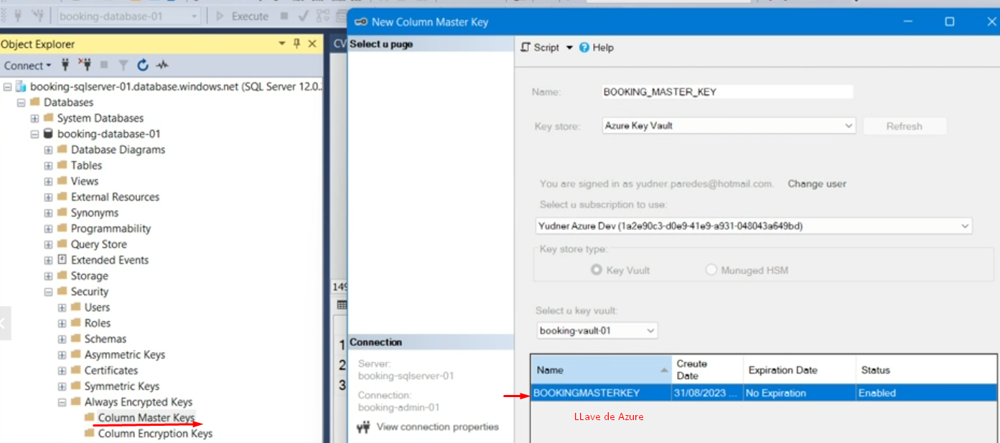 booking-database-01
Execute
New Column Master Key
Object Explorer
CV
Select a page
Script
Help
Connect
booking-sqlserver-01.database.windows.net (SQL Server 12.0.
Name:
BOOKING_MASTER_KEY
Databases
System Databases
Key store:
Azure Key Vault
Refresh
booking-database-01
Database Diagrams
Tables
Views
You are signed in as yudner.paredes@hotmail.com.
Change user
External Resources
Select a subscription to use:
Synonyms
Programmability
Yudner Azure Dev (1a2e90c3-d0e9-41e9-a931-048043a649bd)
Query Store
Key store type:
Extended Events
Key Vault
Managed HSM
Storage
149
Security
Users
Select a key vault:
Roles
booking-vault-01
Schemas
Connection
1
Asymmetric Keys
Server:
2
booking-sqlserver-01
Name
Create Date
Expiration Date
Status
Certificates
Symmetric Keys
3
Connection:
BOOKINGMASTERKEY
31/08/2023 ...
No Expiration
Enabled
Always Encrypted Keys
booking-admin-01
Column Master Keys
LLave de Azure
View connection properties
Column Encryption Keys